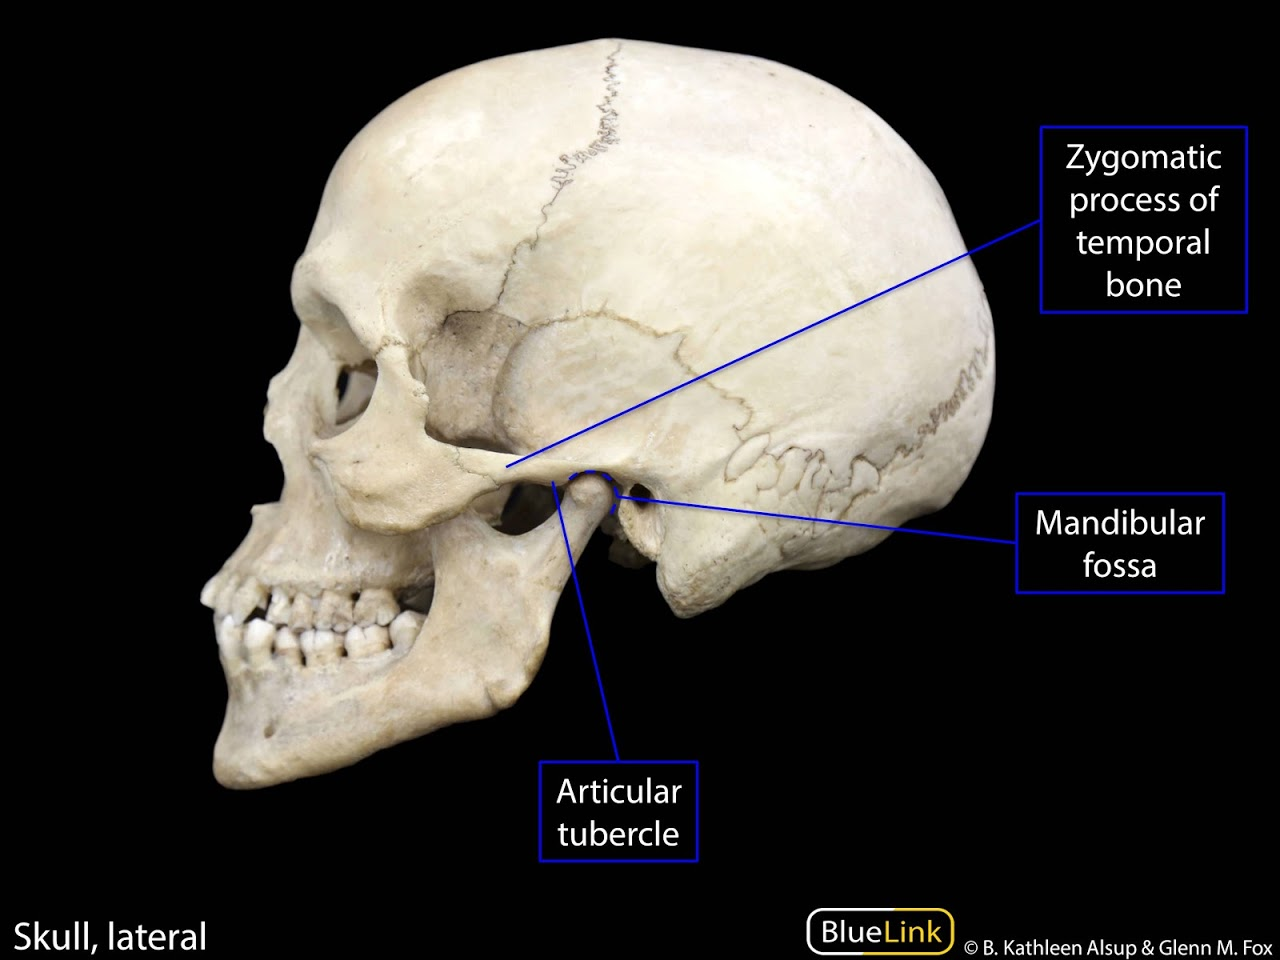 Zygomatic
process of
temporal
bone
Mandibular
fossa
Articular
tubercle
Skull, lateral
BlueLink
© B. Kathleen Alsup & Glenn M. Fox